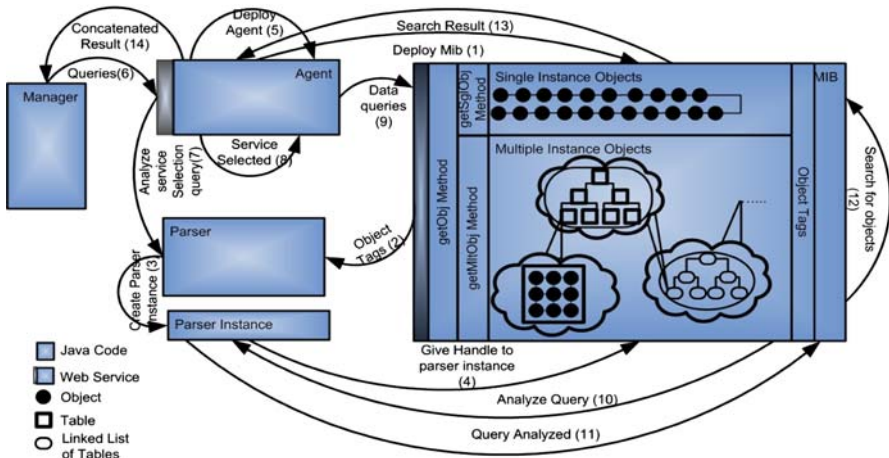 Concatenated
Result (14)
Deploy
Agent (5)
Search Result (13)
Deploy Mib (1)
Queries(6)
Manager
Agent
Data
queries
(9)
Service
Selected (8)
Analyze
service
Selection
query(7)
getSglObj
Method
Single Instance Objects
MIB
Multiple Instance Objects
getObj Method
getMltObj Method
Object Tags
Search for objects
(12)
Parser
Object
Tags (2)
Create Parser
Instance (3)
Parser Instance
Give Handle to
parser instance
(4)
Analyze Query (10)
Query Analyzed (11)
Java Code
Web Service
Object
Table
Linked List
of Tables